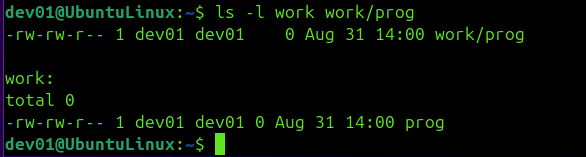 dev01@UbuntuLinux:~$ ls -l work work/prog
-rw-rw-r-- 1 dev01 dev01    0 Aug 31 14:00 work/prog

work:
total 0
-rw-rw-r-- 1 dev01 dev01 0 Aug 31 14:00 prog
dev01@UbuntuLinux:~$